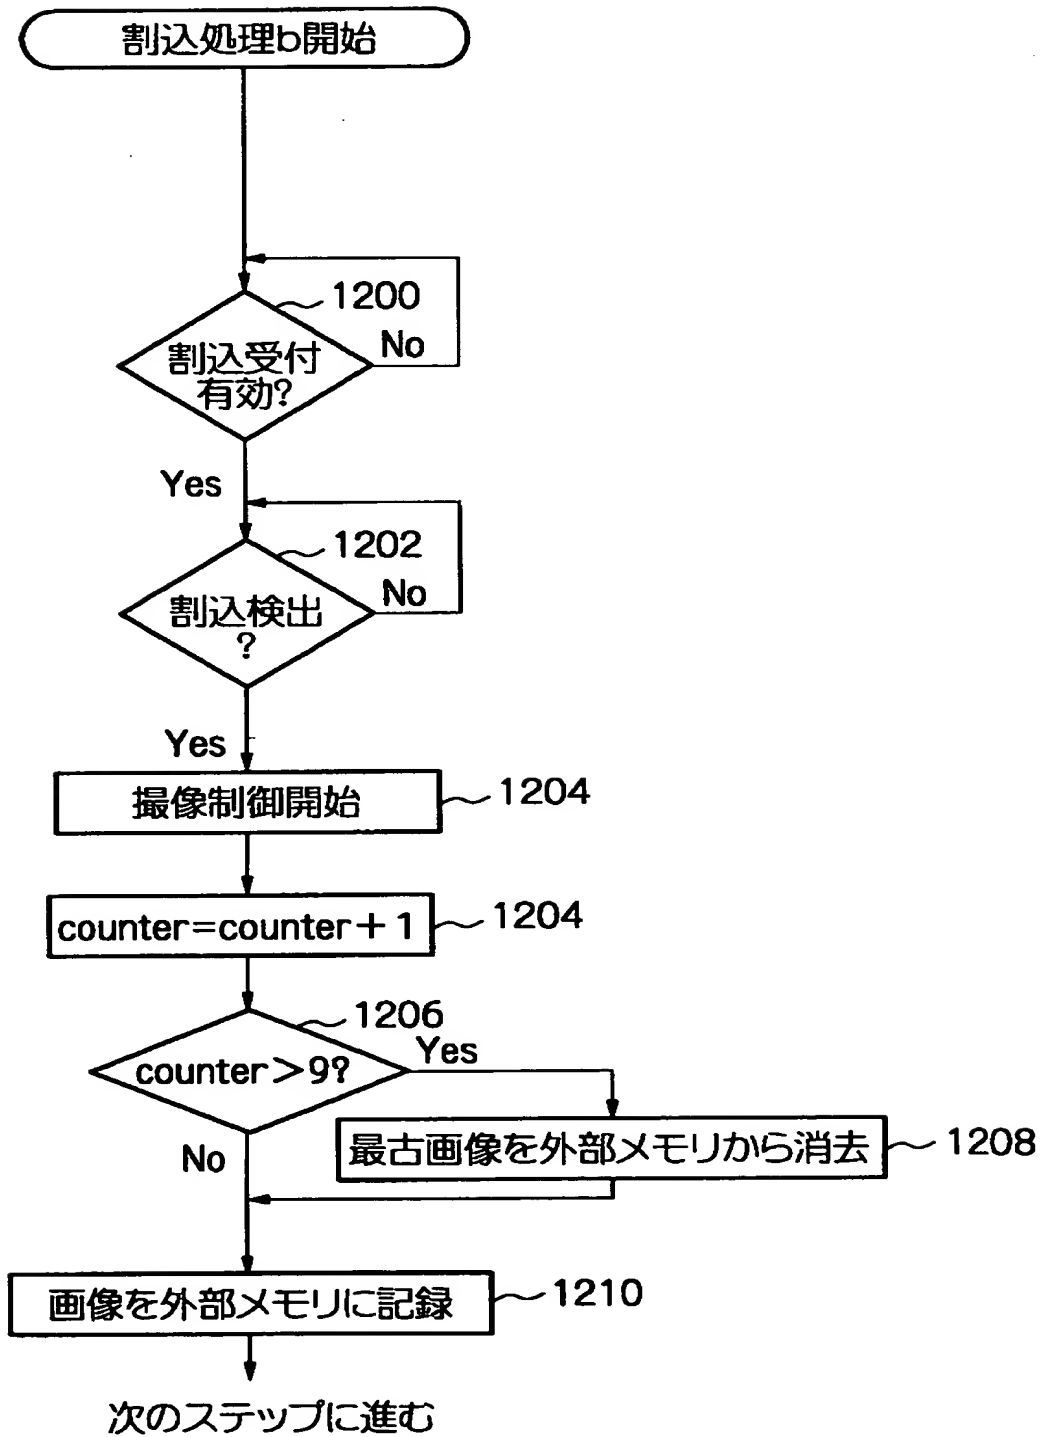 割込処理b開始
1200
No
割込受付
有効?
Yes
1202
No
割込検出
?
Yes
撮像制御開始
1204
counter=counter+1
1204
1206
Yes
counter>9?
No
最古画像を外部メモリから消去
1208
画像を外部メモリに記録
1210
次のステップに進む